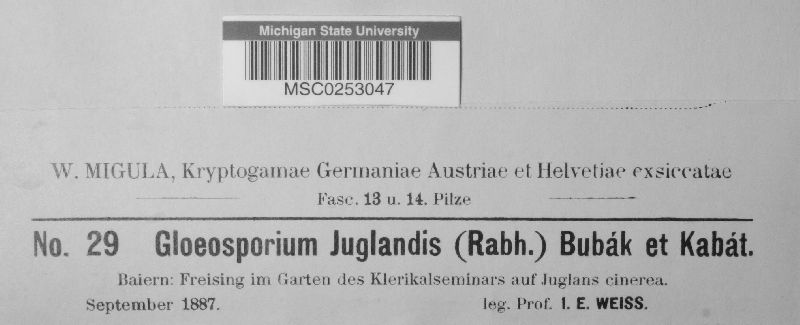 Michigan State University
MSC0253047
W. MIGULA, Kryptogamae Germaniae Austriae et Helvetiae exsiccatae
Fasc. 13 u. 14. Pilze
No. 29 Gloeosporium Juglandis (Rabh.) Bubák et Kabát.
Baiern: Freising im Garten des Klerikalseminars auf Juglans cinerea.
September 1887. leg. Prof. I. E. WEISS.